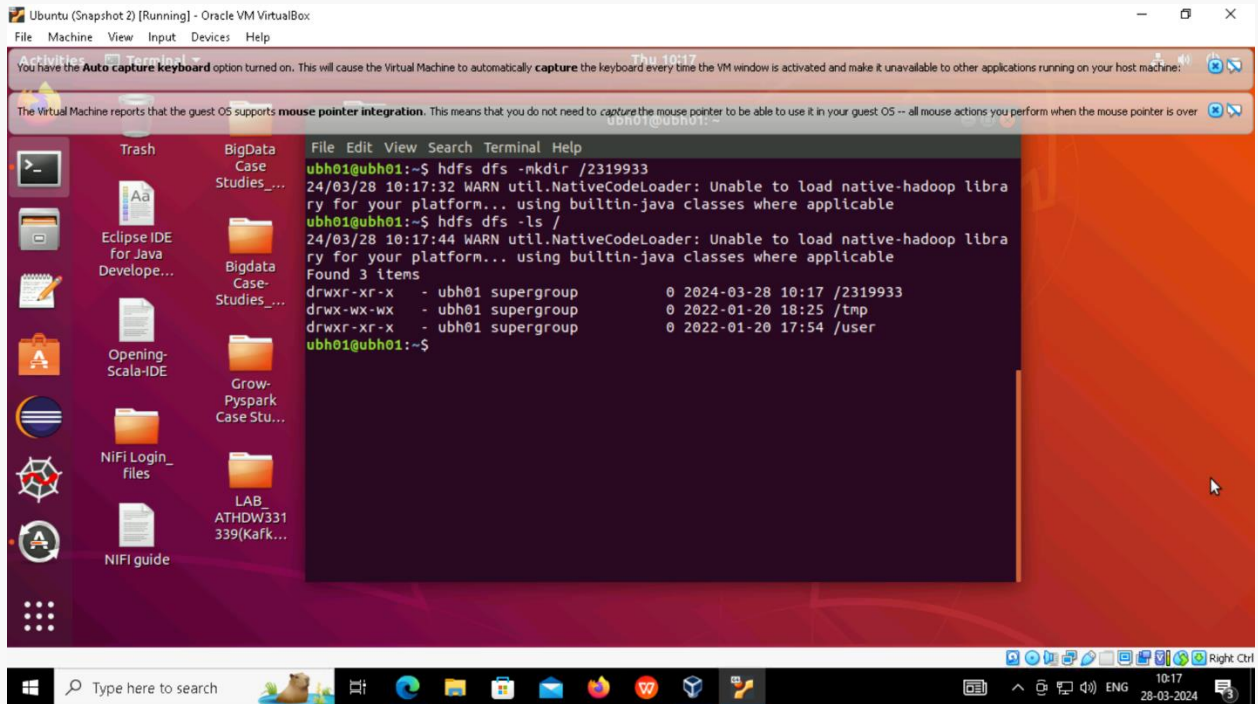 Ubuntu (Snapshot 2) [Running] - Oracle VM VirtualBox
File Machine View Input Devices Help
Activities Terminal Thu 10:17
You have the Auto capture keyboard option turned on. This will cause the Virtual Machine to automatically capture the keyboard every time the VM window is activated and make it unavailable to other applications running on your host machine.
The Virtual Machine reports that the guest OS supports mouse pointer integration. This means that you do not need to capture the mouse pointer to be able to use it in your guest OS -- all mouse actions you perform when the mouse pointer is over
ubh01@ubh01: ~
File Edit View Search Terminal Help
ubh01@ubh01:~$ hdfs dfs -mkdir /2319933
24/03/28 10:17:32 WARN util.NativeCodeLoader: Unable to load native-hadoop libra
ry for your platform... using builtin-java classes where applicable
ubh01@ubh01:~$ hdfs dfs -ls /
24/03/28 10:17:44 WARN util.NativeCodeLoader: Unable to load native-hadoop libra
ry for your platform... using builtin-java classes where applicable
Found 3 items
drwxr-xr-x - ubh01 supergroup 0 2024-03-28 10:17 /2319933
drwx-wx-wx - ubh01 supergroup 0 2022-01-20 18:25 /tmp
drwxr-xr-x - ubh01 supergroup 0 2022-01-20 17:54 /user
ubh01@ubh01:~$
Trash
Eclipse IDE
for Java
Develope...
Opening-
Scala-IDE
NiFi Login_
files
NIFI guide
BigData
Case
Studies_...
Bigdata
Case-
Studies_...
Grow-
Pyspark
Case Stu...
LAB_
ATHDW331
339(Kafk...
Right Ctrl
Type here to search
ENG
10:17
28-03-2024
3